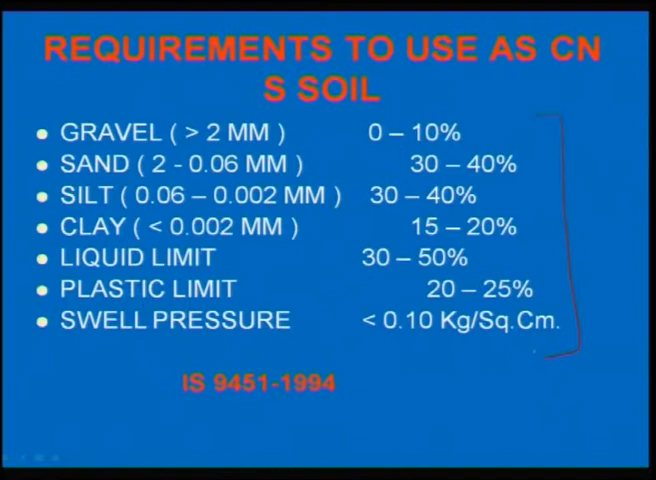 REQUIREMENTS TO USE AS CN
S SOIL
• GRAVEL ( > 2 MM ) 0 – 10%
• SAND ( 2 - 0.06 MM ) 30 – 40%
• SILT ( 0.06 – 0.002 MM ) 30 – 40%
• CLAY ( < 0.002 MM ) 15 – 20%
• LIQUID LIMIT 30 – 50%
• PLASTIC LIMIT 20 – 25%
• SWELL PRESSURE < 0.10 Kg/Sq.Cm.
IS 9451-1994